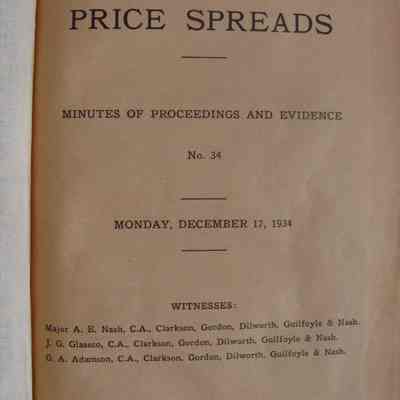 PRICE SPREADS
MINUTES OF PROCEEDINGS AND EVIDENCE
No. 34
MONDAY, DECEMBER 17, 1934
WITNESSES:
Major A. E. Nash, C.A., Clarkson, Gordon, Dilworth, Guilfoyle & Nash.
J. G. Glassco, C.A., Clarkson, Gordon, Dilworth, Guilfoyle & Nash.
G. A. Adamson, C.A., Clarkson, Gordon, Dilworth, Guilfoyle & Nash.